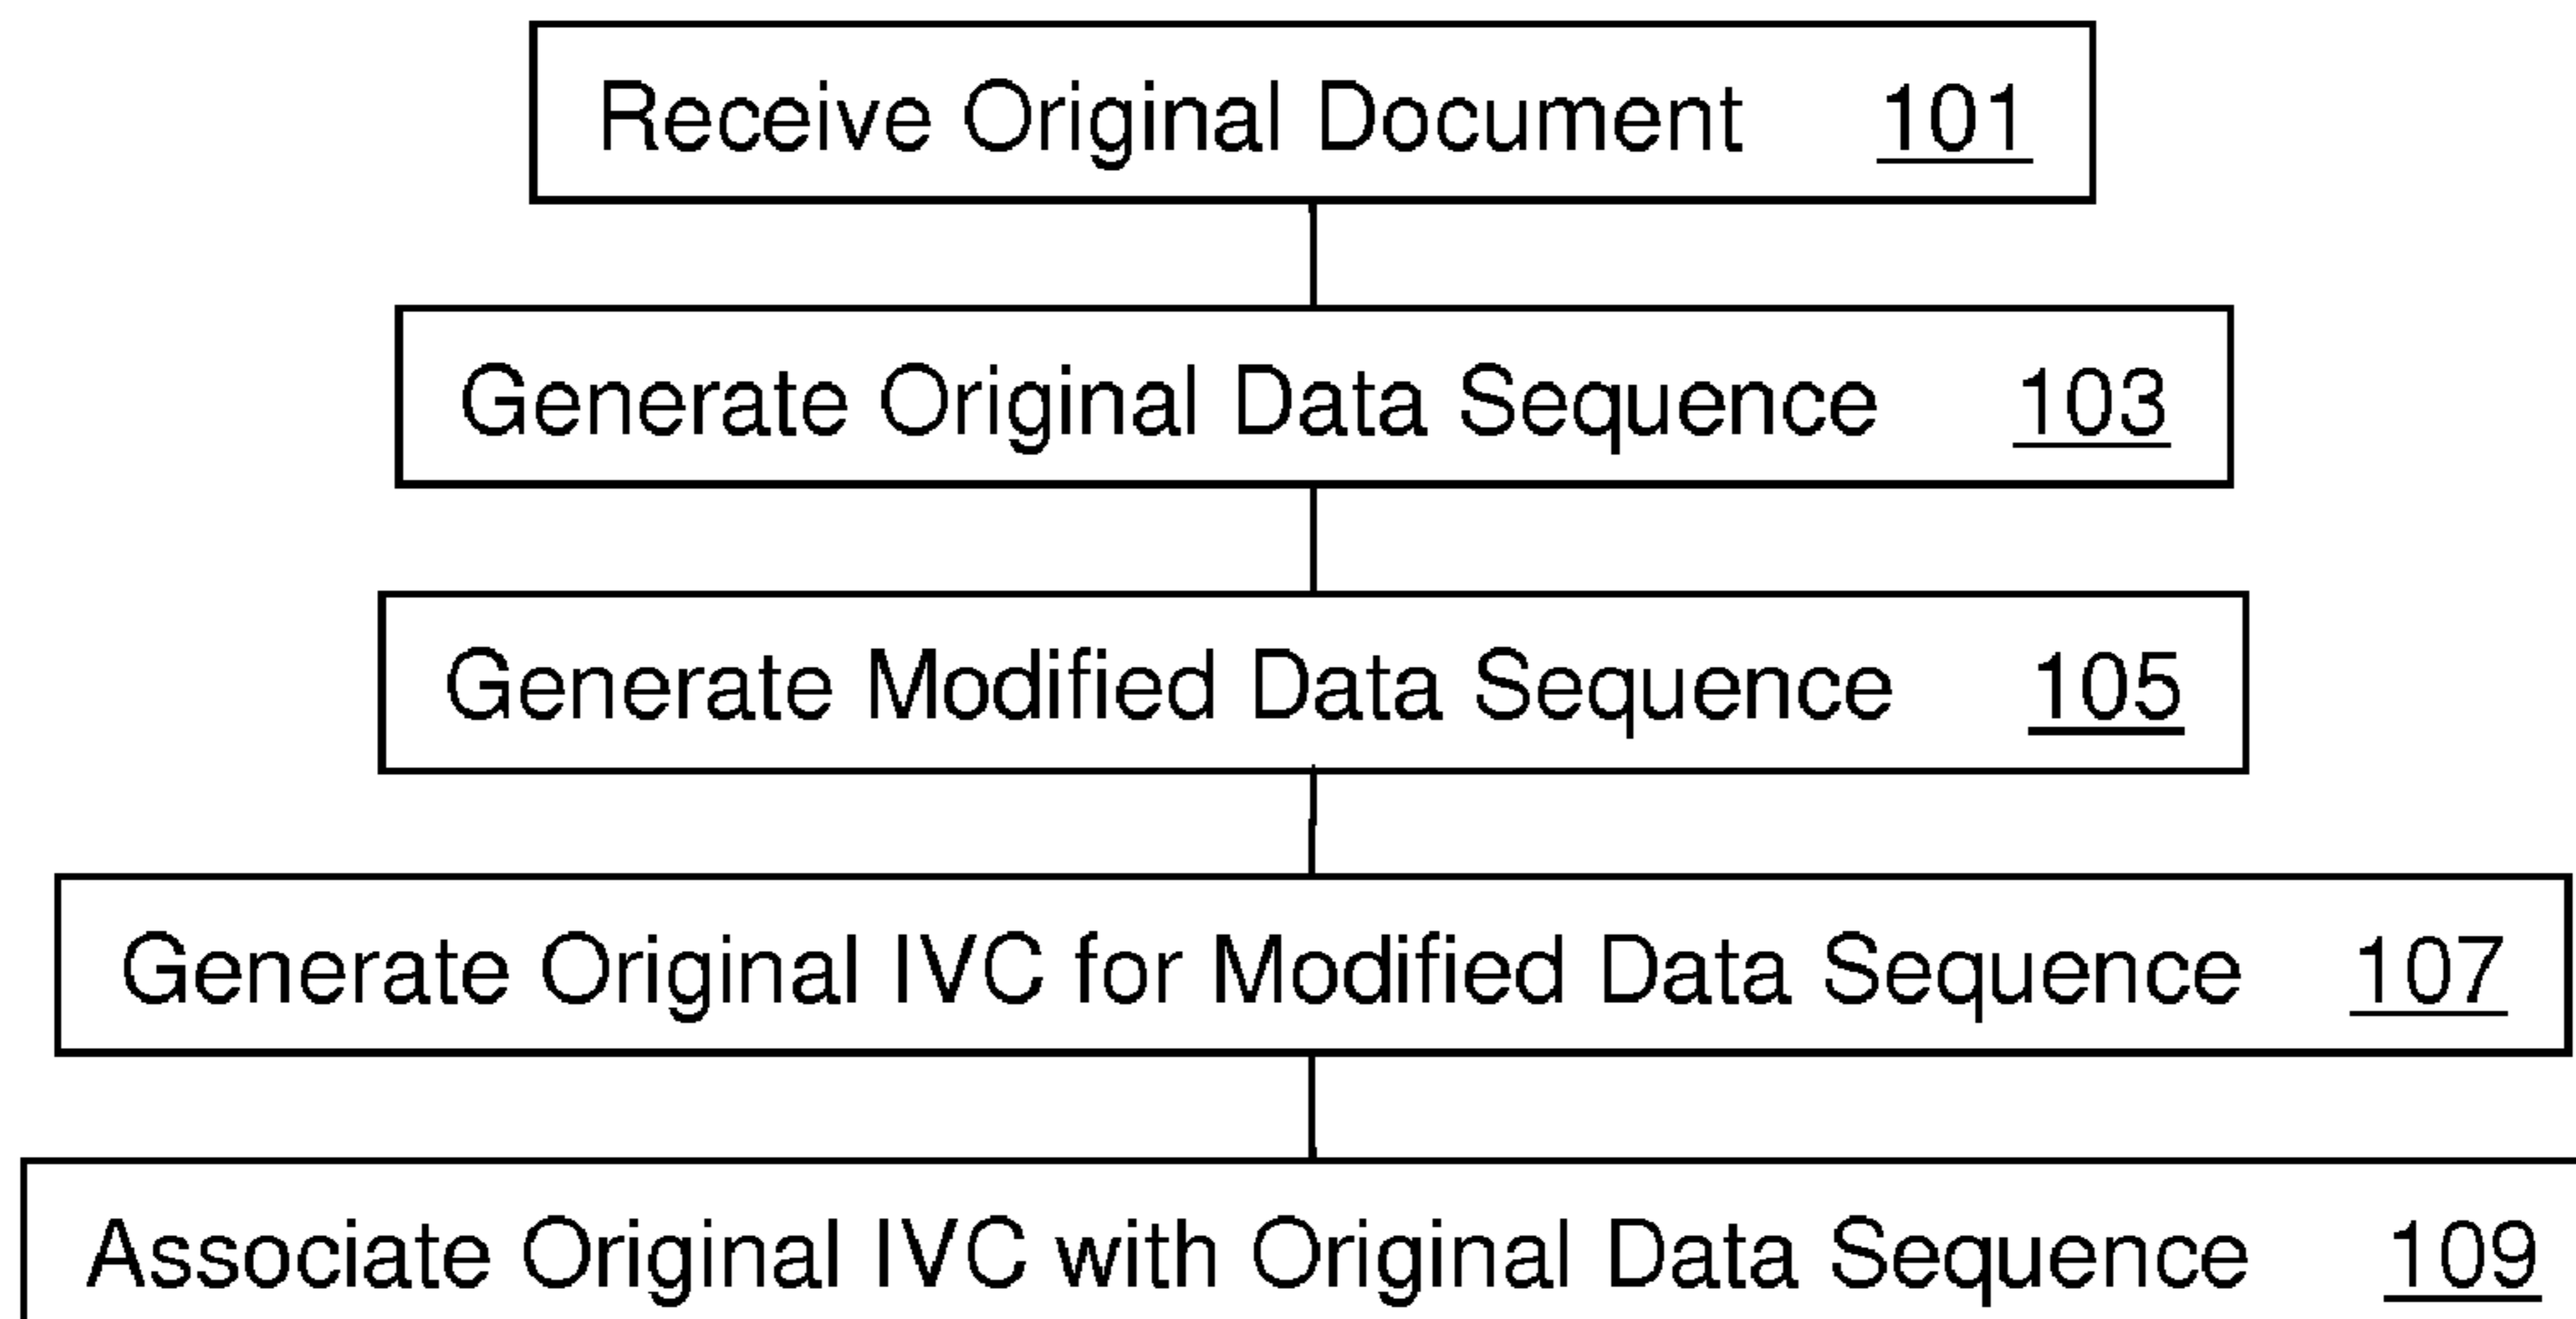 Receive Original Document 101
Generate Original Data Sequence 103
Generate Modified Data Sequence 105
Generate Original IVC for Modified Data Sequence 107
Associate Original IVC with Original Data Sequence 109